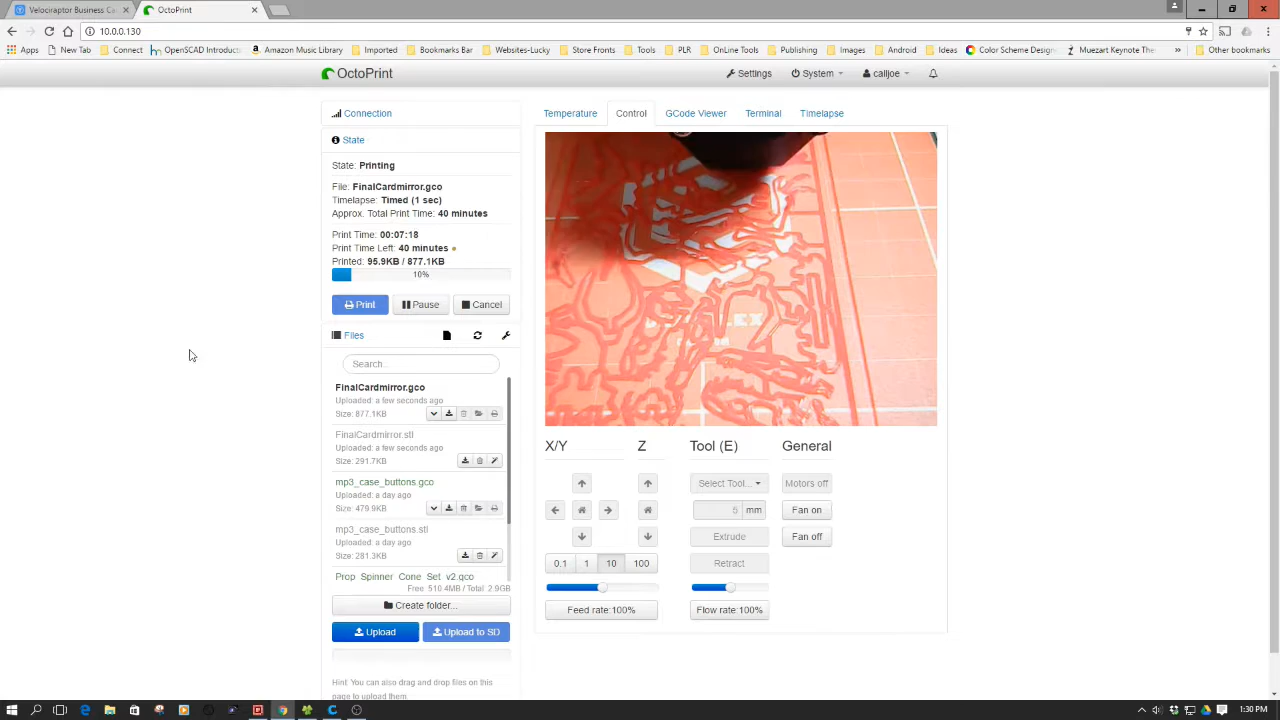 Velociraptor Business Ca
OctoPrint
10.0.0.130
Apps
New Tab
Connect
OpenSCAD Introduct
Amazon Music Library
Imported
Bookmarks Bar
Websites-Lucky
Store Fronts
Tools
PLR
OnLine Tools
Publishing
Images
Android
Ideas
Color Scheme Design
Muezart Keynote The
»
Other bookmarks
OctoPrint
Settings
System
calljoe
Connection
Temperature
Control
GCode Viewer
Terminal
Timelapse
State
State: Printing
File: FinalCardmirror.gco
Timelapse: Timed (1 sec)
Approx. Total Print Time: 40 minutes
Print Time: 00:07:18
Print Time Left: 40 minutes
Printed: 95.9KB / 877.1KB
10%
Print
Pause
Cancel
Files
Search...
FinalCardmirror.gco
Uploaded: a few seconds ago
Size: 877.1KB
FinalCardmirror.stl
Uploaded: a few seconds ago
Size: 291.7KB
mp3_case_buttons.gco
Uploaded: a day ago
Size: 479.9KB
mp3_case_buttons.stl
Uploaded: a day ago
Size: 281.3KB
Prop_Spinner_Cone_Set_v2.gco
Free: 510.4MB / Total: 2.9GB
Create folder...
Upload
Upload to SD
Hint: You can also drag and drop files on this
page to upload them.
X/Y
Z
Tool (E)
General
Select Tool...
Motors off
5 mm
Fan on
Extrude
Fan off
0.1
1
10
100
Retract
Feed rate:100%
Flow rate:100%
1:30 PM